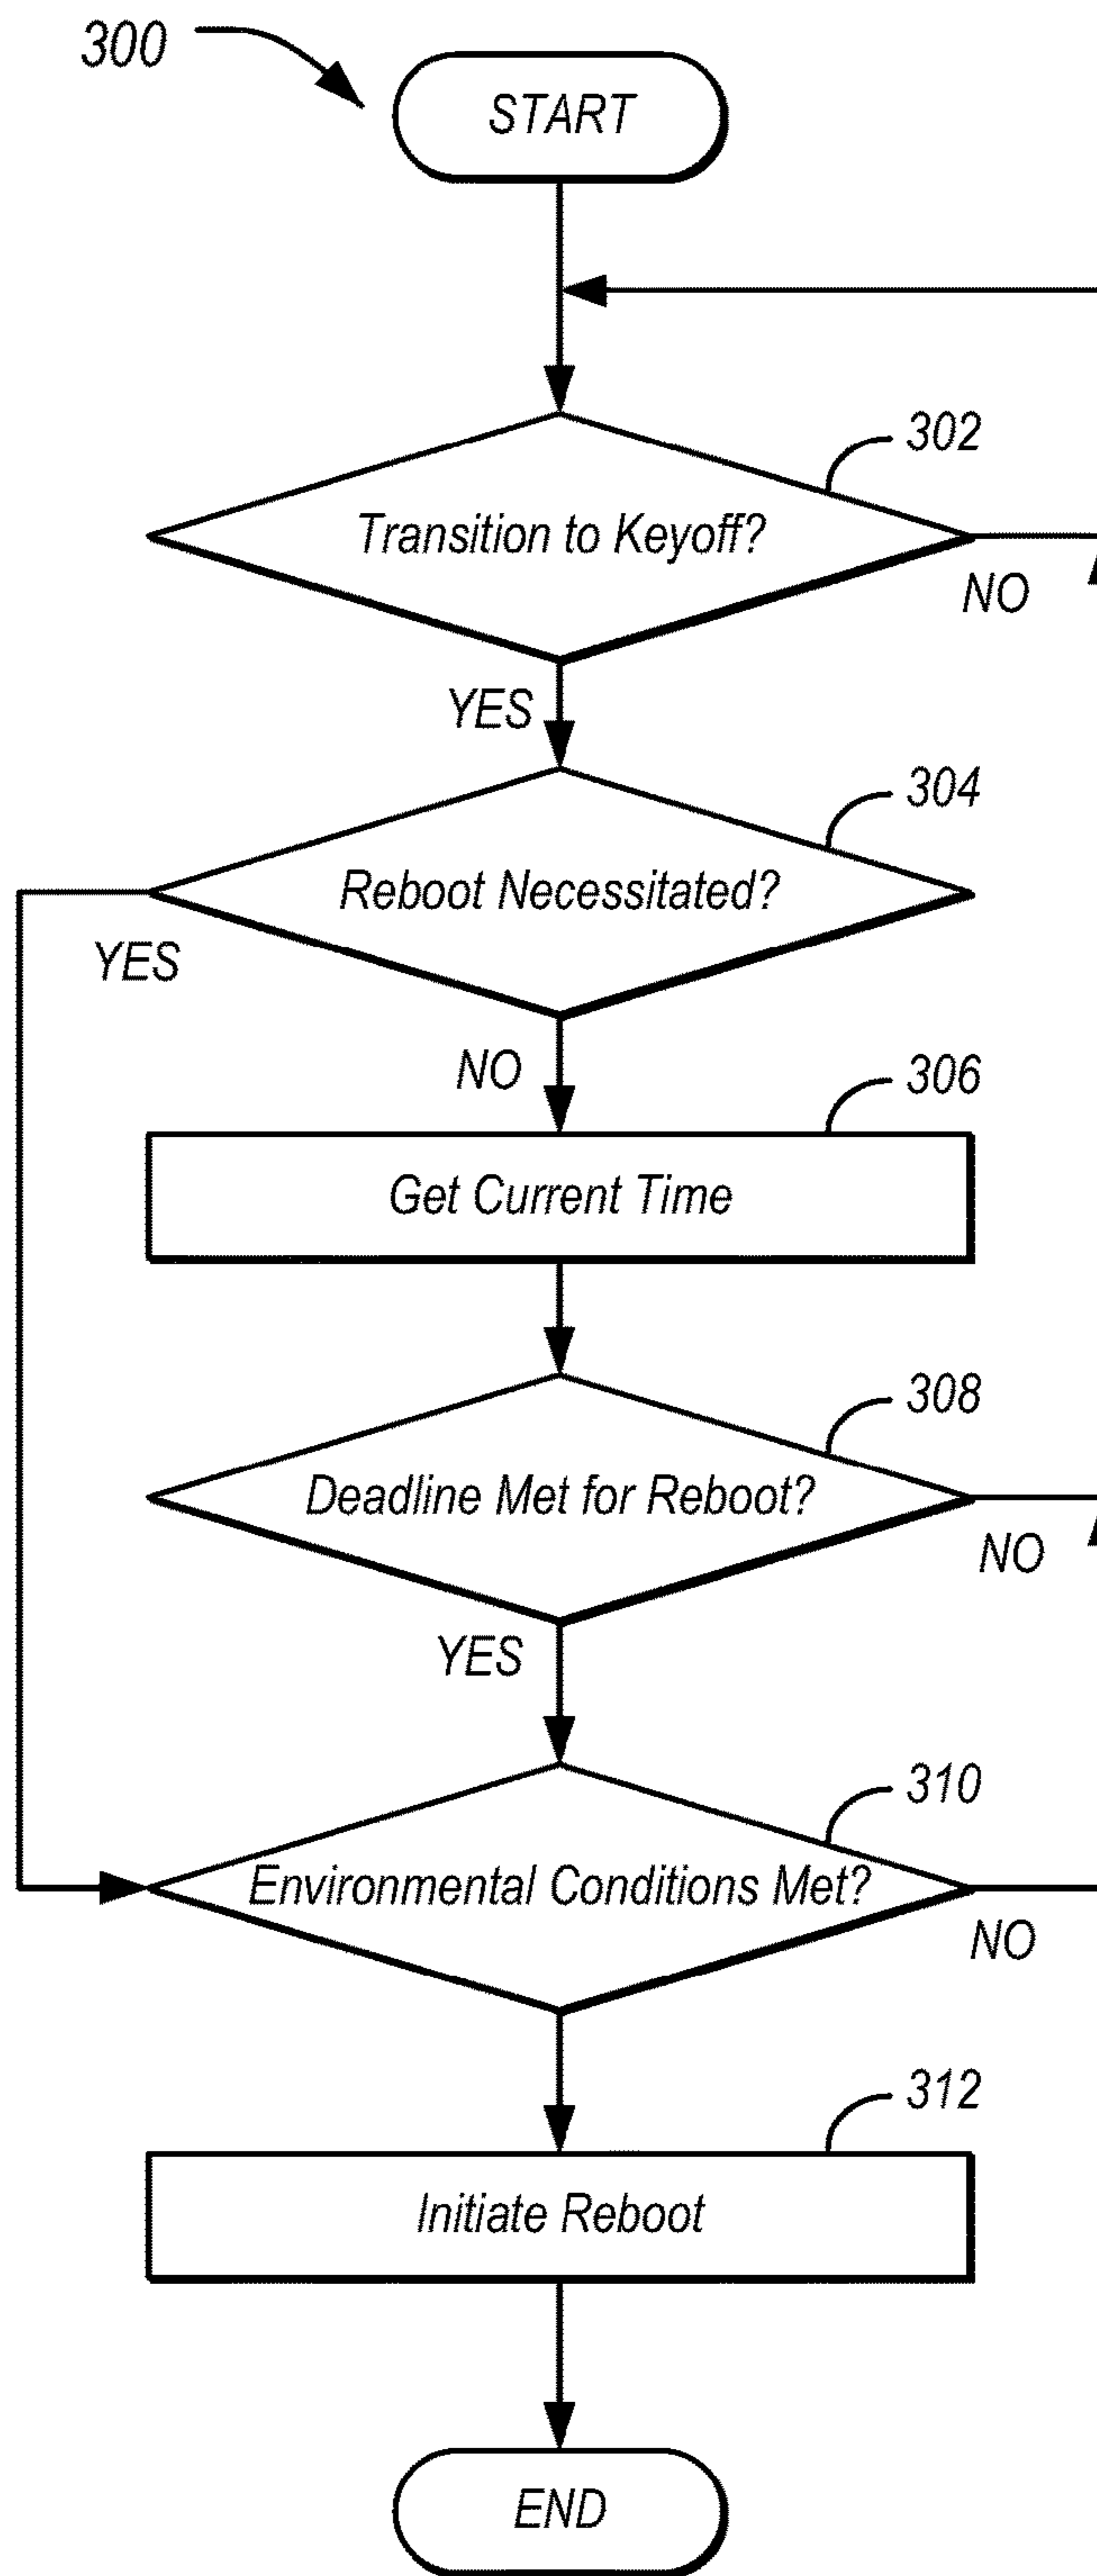 300
START
302
Transition to Keyoff?
NO
YES
304
Reboot Necessitated?
YES
NO
306
Get Current Time
308
Deadline Met for Reboot?
NO
YES
310
Environmental Conditions Met?
NO
312
Initiate Reboot
END